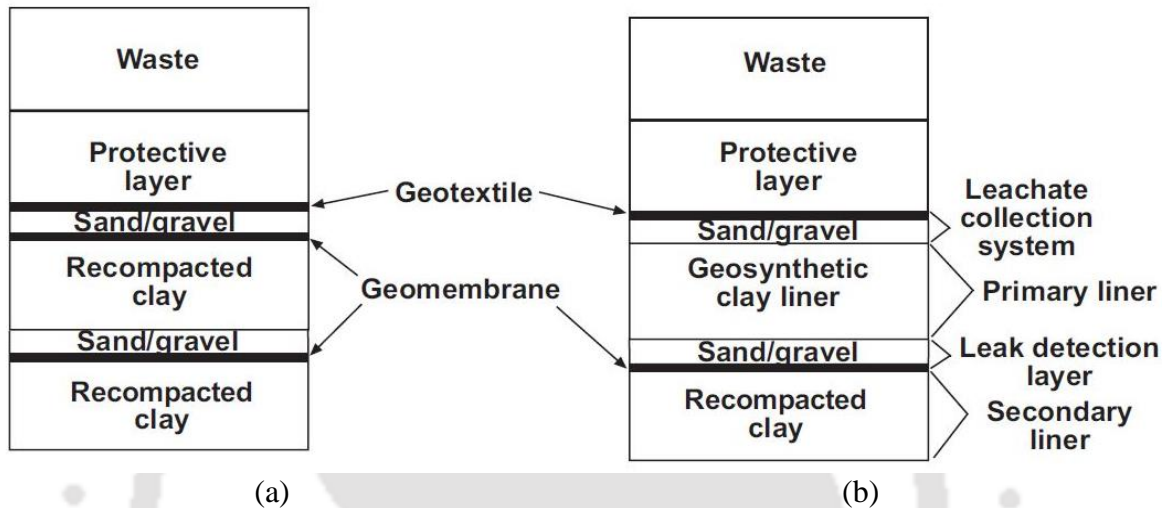 Waste
Protective
layer
Sand/gravel
Recompacted
clay
Sand/gravel
Recompacted
clay
Geotextile
Geomembrane
Waste
Protective
layer
Sand/gravel
Geosynthetic
clay liner
Sand/gravel
Recompacted
clay
Leachate
collection
system
Primary liner
Leak detection
layer
Secondary
liner
(a)
(b)